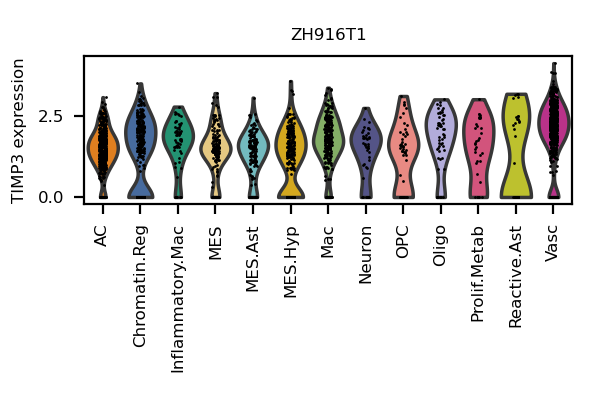 ZH916T1
TIMP3 expression
2.5
0.0
AC
Chromatin.Reg
Inflammatory.Mac
MES
MES.Ast
MES.Hyp
Mac
Neuron
OPC
Oligo
Prolif.Metab
Reactive.Ast
Vasc